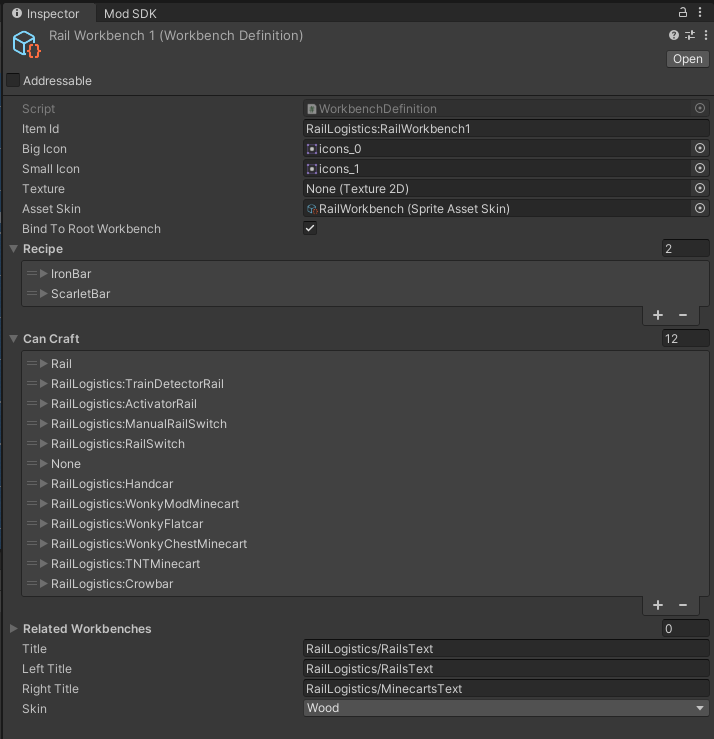 Inspector Mod SDK
Rail Workbench 1 (Workbench Definition)
Open
Addressable
Script WorkbenchDefinition
Item Id RailLogistics:RailWorkbench1
Big Icon icons_0
Small Icon icons_1
Texture None (Texture 2D)
Asset Skin RailWorkbench (Sprite Asset Skin)
Bind To Root Workbench
Recipe 2
IronBar
ScarletBar
Can Craft 12
Rail
RailLogistics:TrainDetectorRail
RailLogistics:ActivatorRail
RailLogistics:ManualRailSwitch
RailLogistics:RailSwitch
None
RailLogistics:Handcar
RailLogistics:WonkyModMinecart
RailLogistics:WonkyFlatcar
RailLogistics:WonkyChestMinecart
RailLogistics:TNTMinecart
RailLogistics:Crowbar
Related Workbenches 0
Title RailLogistics/RailsText
Left Title RailLogistics/RailsText
Right Title RailLogistics/MinecartsText
Skin Wood